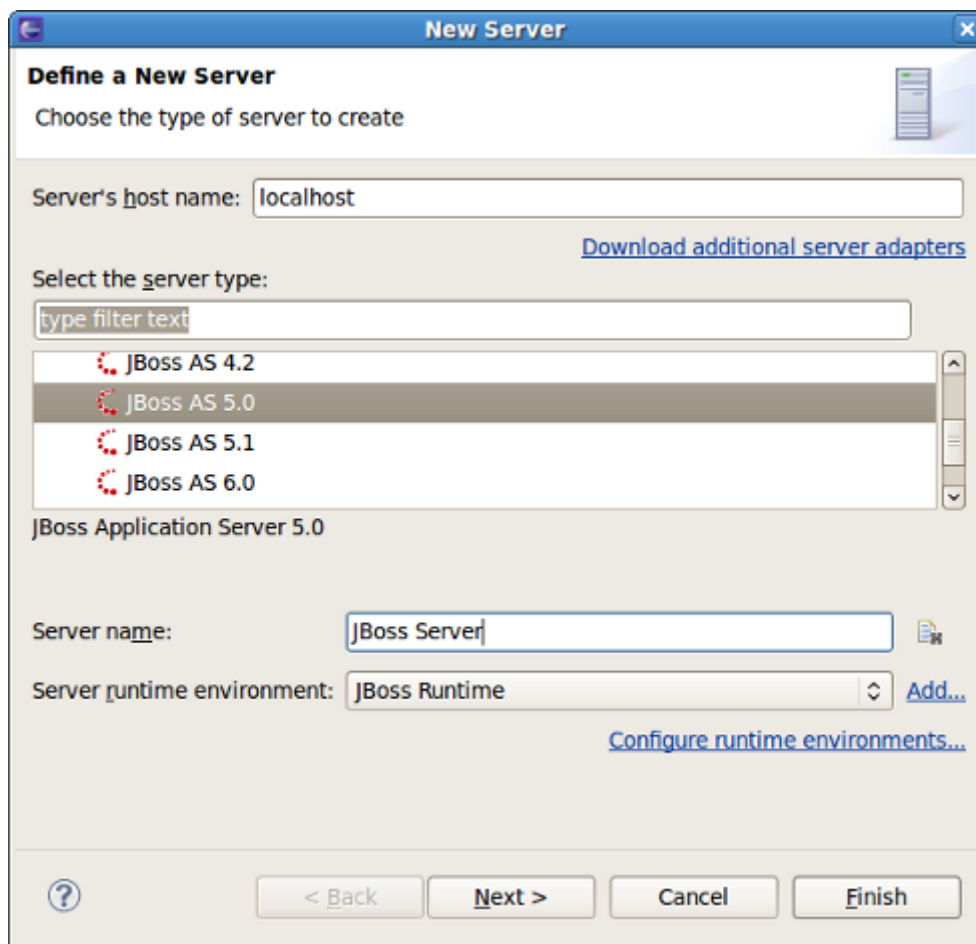 New Server
Define a New Server
Choose the type of server to create
Server's host name: localhost
Download additional server adapters
Select the server type:
type filter text
JBoss AS 4.2
JBoss AS 5.0
JBoss AS 5.1
JBoss AS 6.0
JBoss Application Server 5.0
Server name: JBoss Server
Server runtime environment: JBoss Runtime Add...
Configure runtime environments...
? < Back Next > Cancel Finish